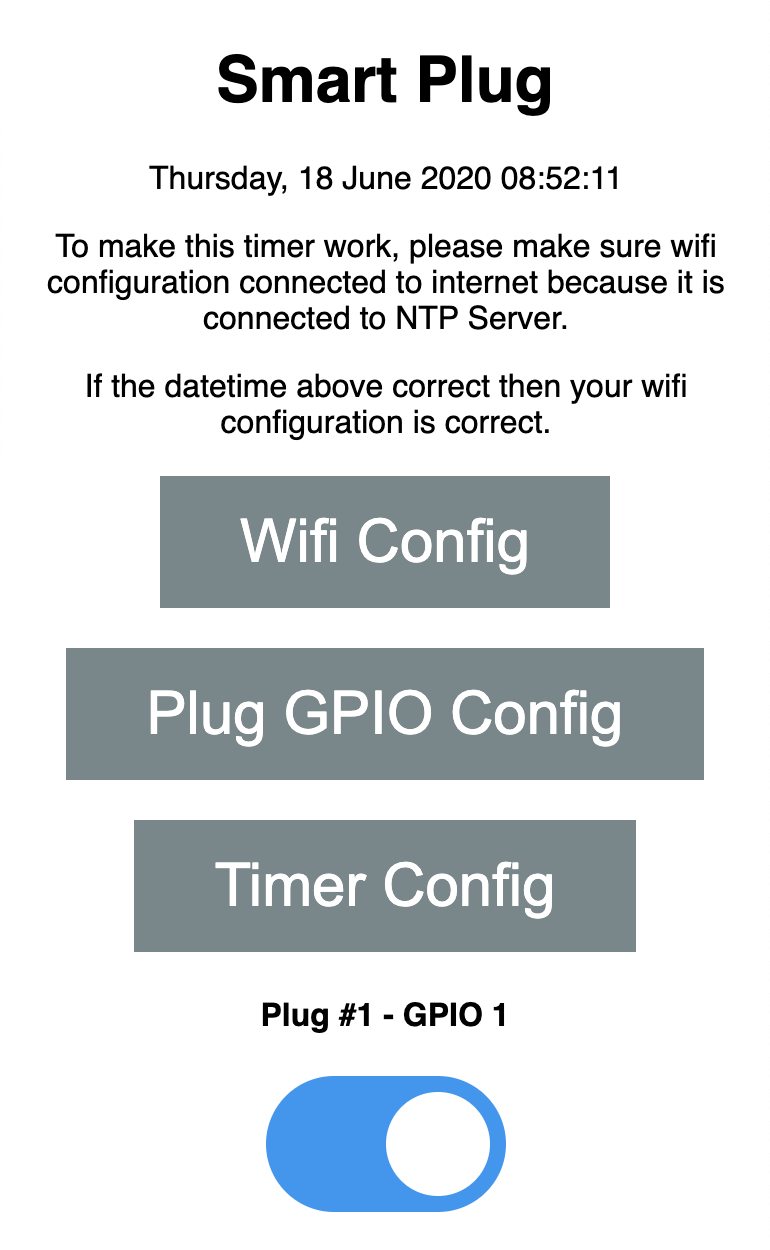 Smart Plug
Thursday, 18 June 2020 08:52:11
To make this timer work, please make sure wifi
configuration connected to internet because it is
connected to NTP Server.
If the datetime above correct then your wifi
configuration is correct.
Wifi Config
Plug GPIO Config
Timer Config
Plug #1 - GPIO 1